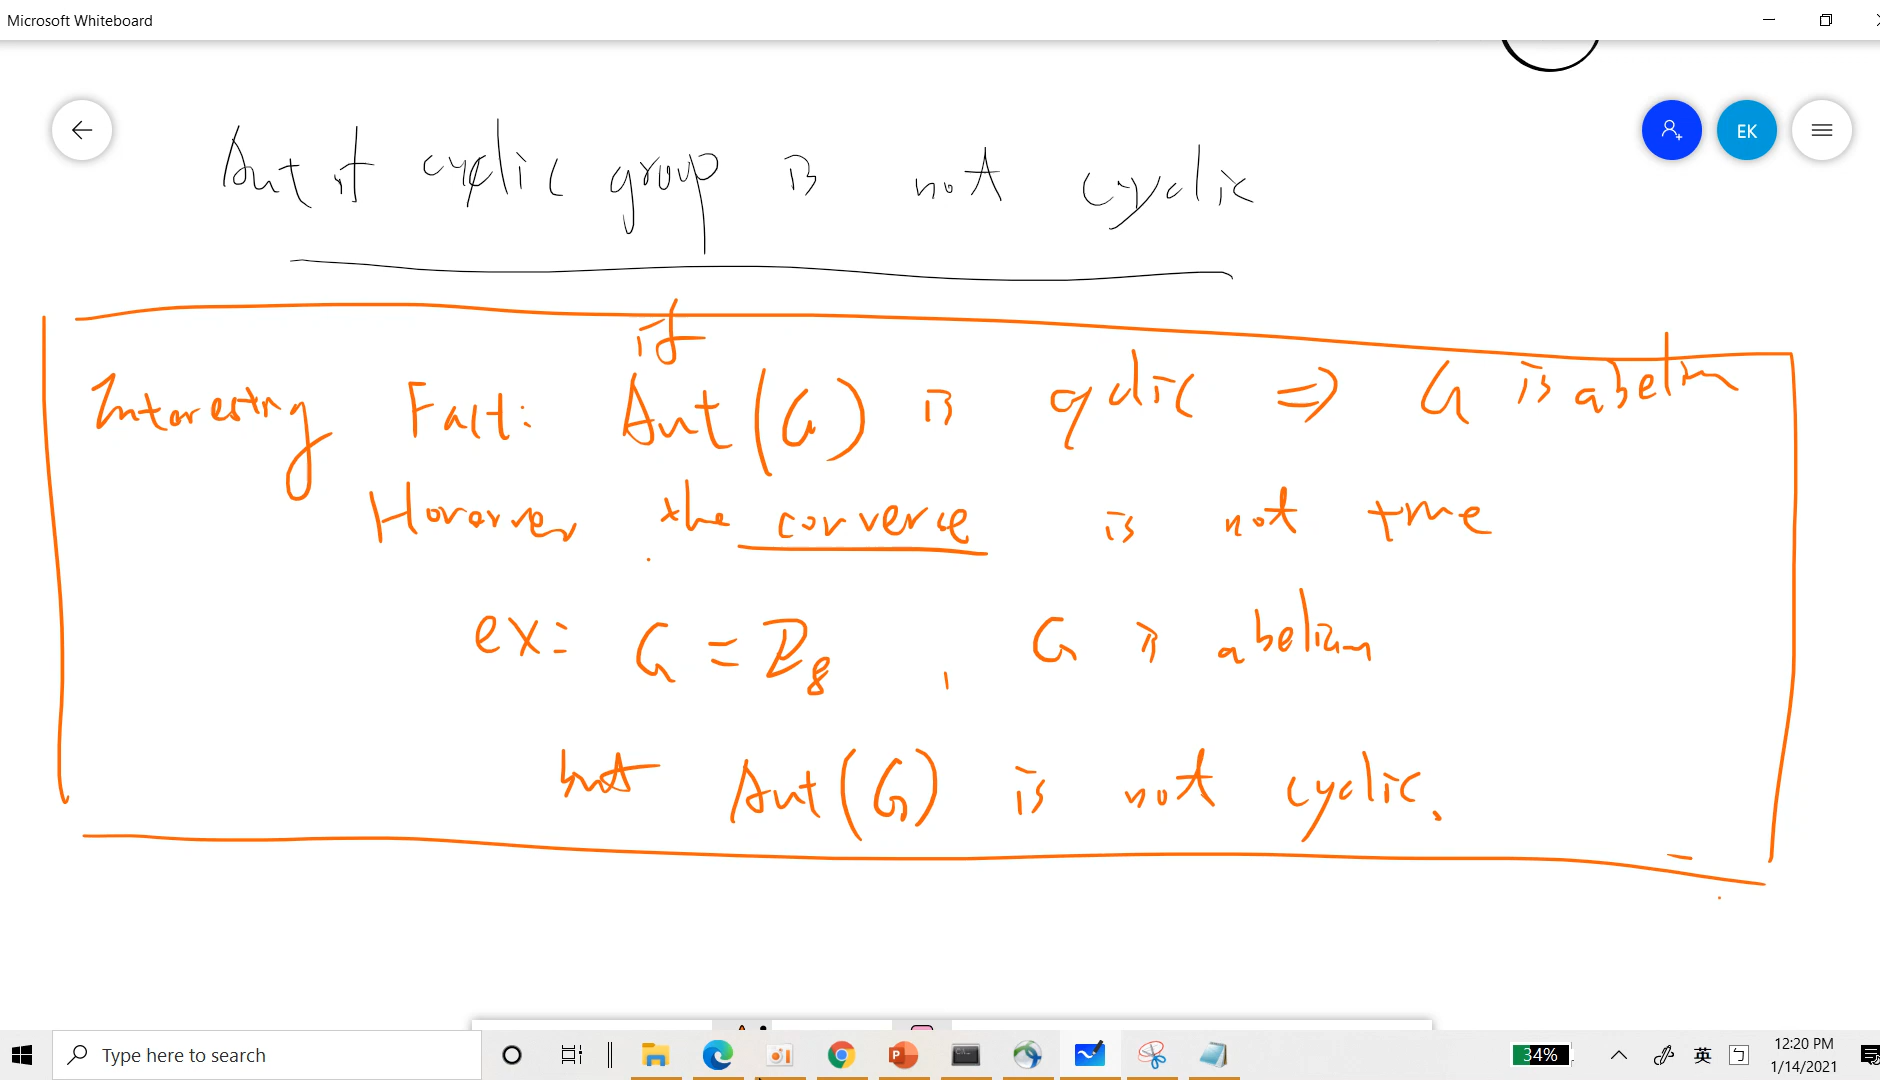 Microsoft Whiteboard
EK
Aut of cyclic group is not cyclic
if
Interesting Fact: Aut(G) is cyclic ⇒ G is abelian
However the converse is not true
ex: G = Z₈ , G is abelian
but Aut(G) is not cyclic.
Type here to search
34%
英
12:20 PM
1/14/2021